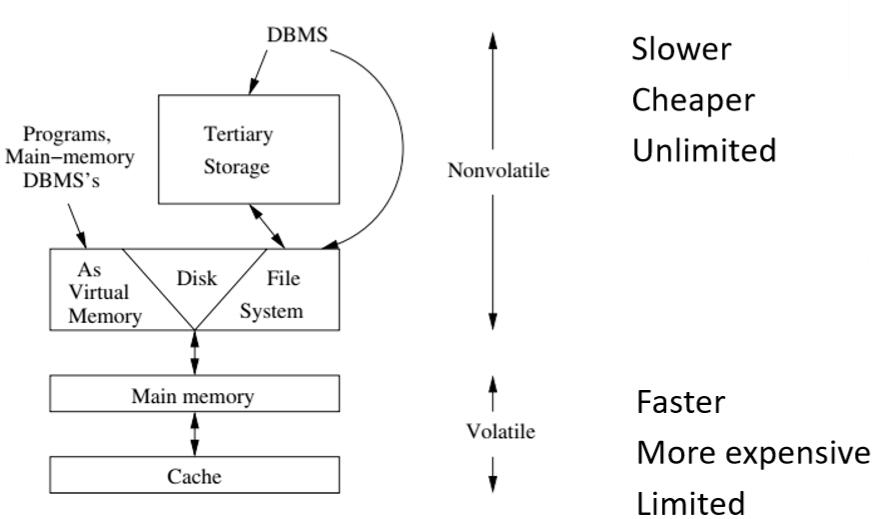 DBMS
Tertiary
Storage
Programs,
Main-memory
DBMS's
As
Virtual
Memory
Disk
File
System
Main memory
Cache
Nonvolatile
Volatile
Slower
Cheaper
Unlimited
Faster
More expensive
Limited